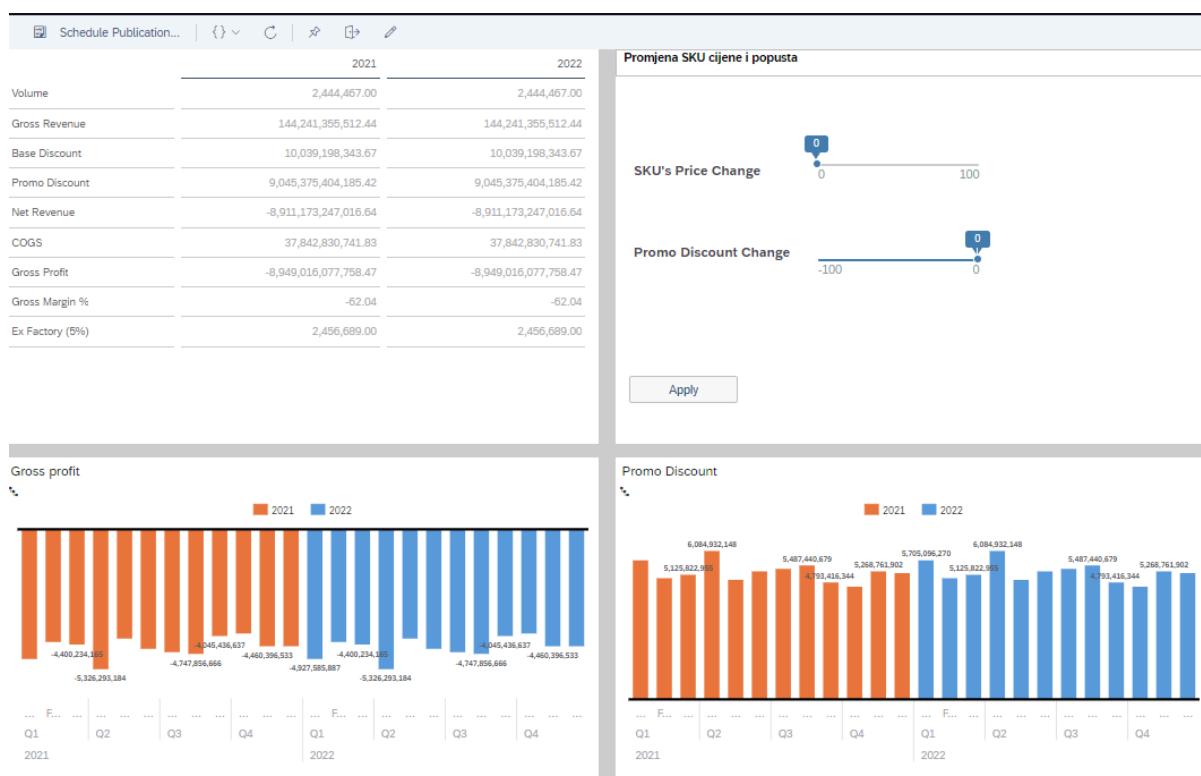 Schedule Publication... {}
2021 2022
Volume 2,444,467.00 2,444,467.00
Gross Revenue 144,241,355,512.44 144,241,355,512.44
Base Discount 10,039,198,343.67 10,039,198,343.67
Promo Discount 9,045,375,404,185.42 9,045,375,404,185.42
Net Revenue -8,911,173,247,016.64 -8,911,173,247,016.64
COGS 37,842,830,741.83 37,842,830,741.83
Gross Profit -8,949,016,077,758.47 -8,949,016,077,758.47
Gross Margin % -62.04 -62.04
Ex Factory (5%) 2,456,689.00 2,456,689.00
Promjena SKU cijene i popusta
0
SKU's Price Change
0 100
0
Promo Discount Change
-100 0
Apply
Gross profit
2021 2022
-4,045,436,637 -4,045,436,637
-4,400,234,165 -4,460,396,533 -4,400,234,165 -4,460,396,533
-4,747,856,666 -4,927,585,887 -4,747,856,666
-5,326,293,184 -5,326,293,184
... F... ... ... ... ... ... ... ... ... ... ... ... F... ... ... ... ... ... ... ... ... ... ...
Q1 Q2 Q3 Q4 Q1 Q2 Q3 Q4
2021 2022
Promo Discount
2021 2022
6,084,932,148 6,084,932,148
5,487,440,679 5,705,096,270 5,487,440,679
5,125,822,955 5,268,761,902 5,125,822,955 5,268,761,902
4,793,416,344 4,793,416,344
... F... ... ... ... ... ... ... ... ... ... ... ... F... ... ... ... ... ... ... ... ... ... ...
Q1 Q2 Q3 Q4 Q1 Q2 Q3 Q4
2021 2022